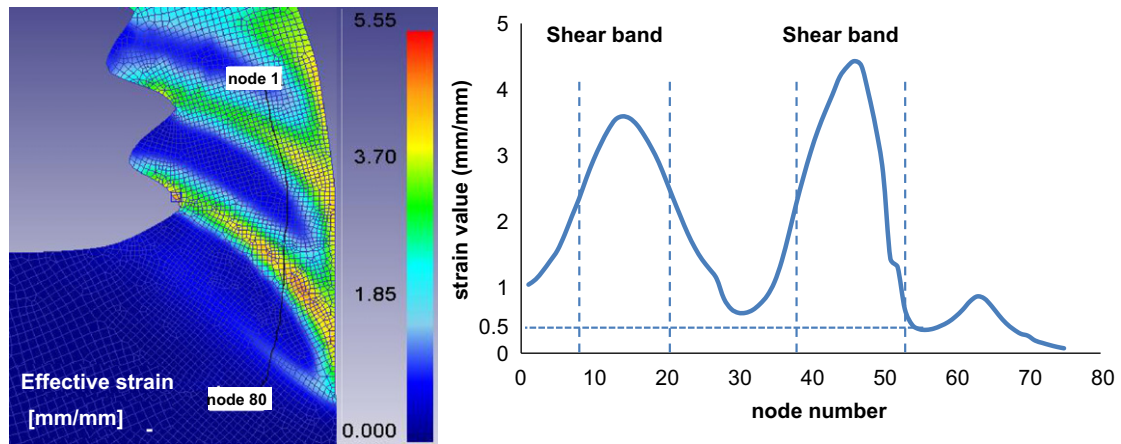 5.55
node 1
3.70
1.85
Effective strain
node 80
[mm/mm]
-
0.000
5
Shear band Shear band
4
3
2
1
0.5
0
strain value (mm/mm)
0 10 20 30 40 50 60 70 80
node number